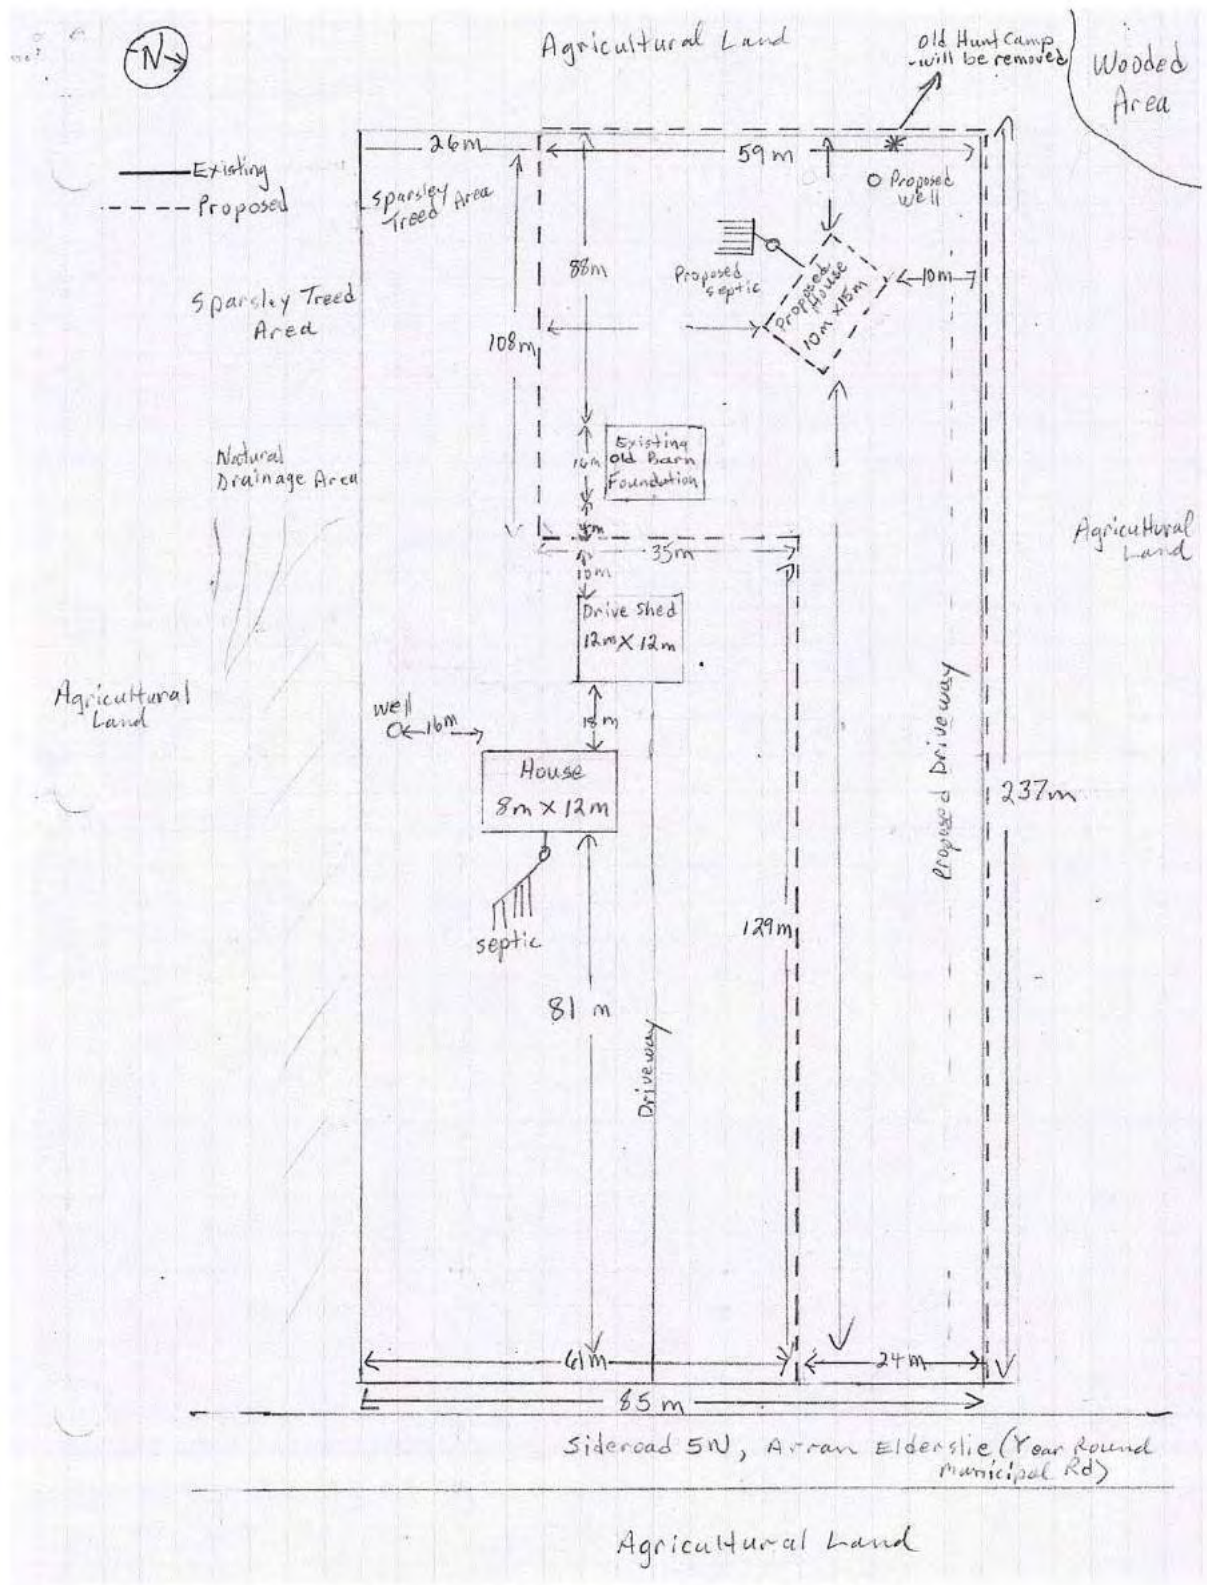 N
Agricultural Land
Old Hunt Camp
-will be removed
Wooded
Area
Existing
Proposed
26m
59m
Sparsley
Treed Area
Proposed
well
Sparsley Treed
Area
88m
Proposed
septic
Proposed
House
10m x 15m
10m
108m
Natural
Drainage Area
Existing
Old Barn
Foundation
16m
35m
10m
Agricultural
Land
Drive Shed
12m X 12m
Agricultural
Land
well
16m
18m
House
8m X 12m
Proposed Driveway
237m
septic
129m
81 m
Driveway
61m
24m
85m
Sideroad 5N, Arran Elderslie (Year Round
Municipal Rd)
Agricultural Land